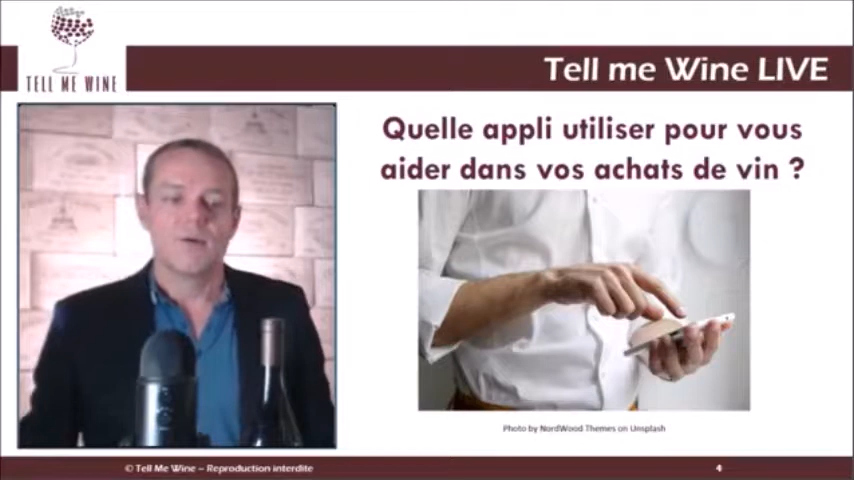 TELL ME WINE
Tell me Wine LIVE
Quelle appli utiliser pour vous
aider dans vos achats de vin ?
Photo by NordWood Themes on Unsplash
© Tell Me Wine – Reproduction interdite
4